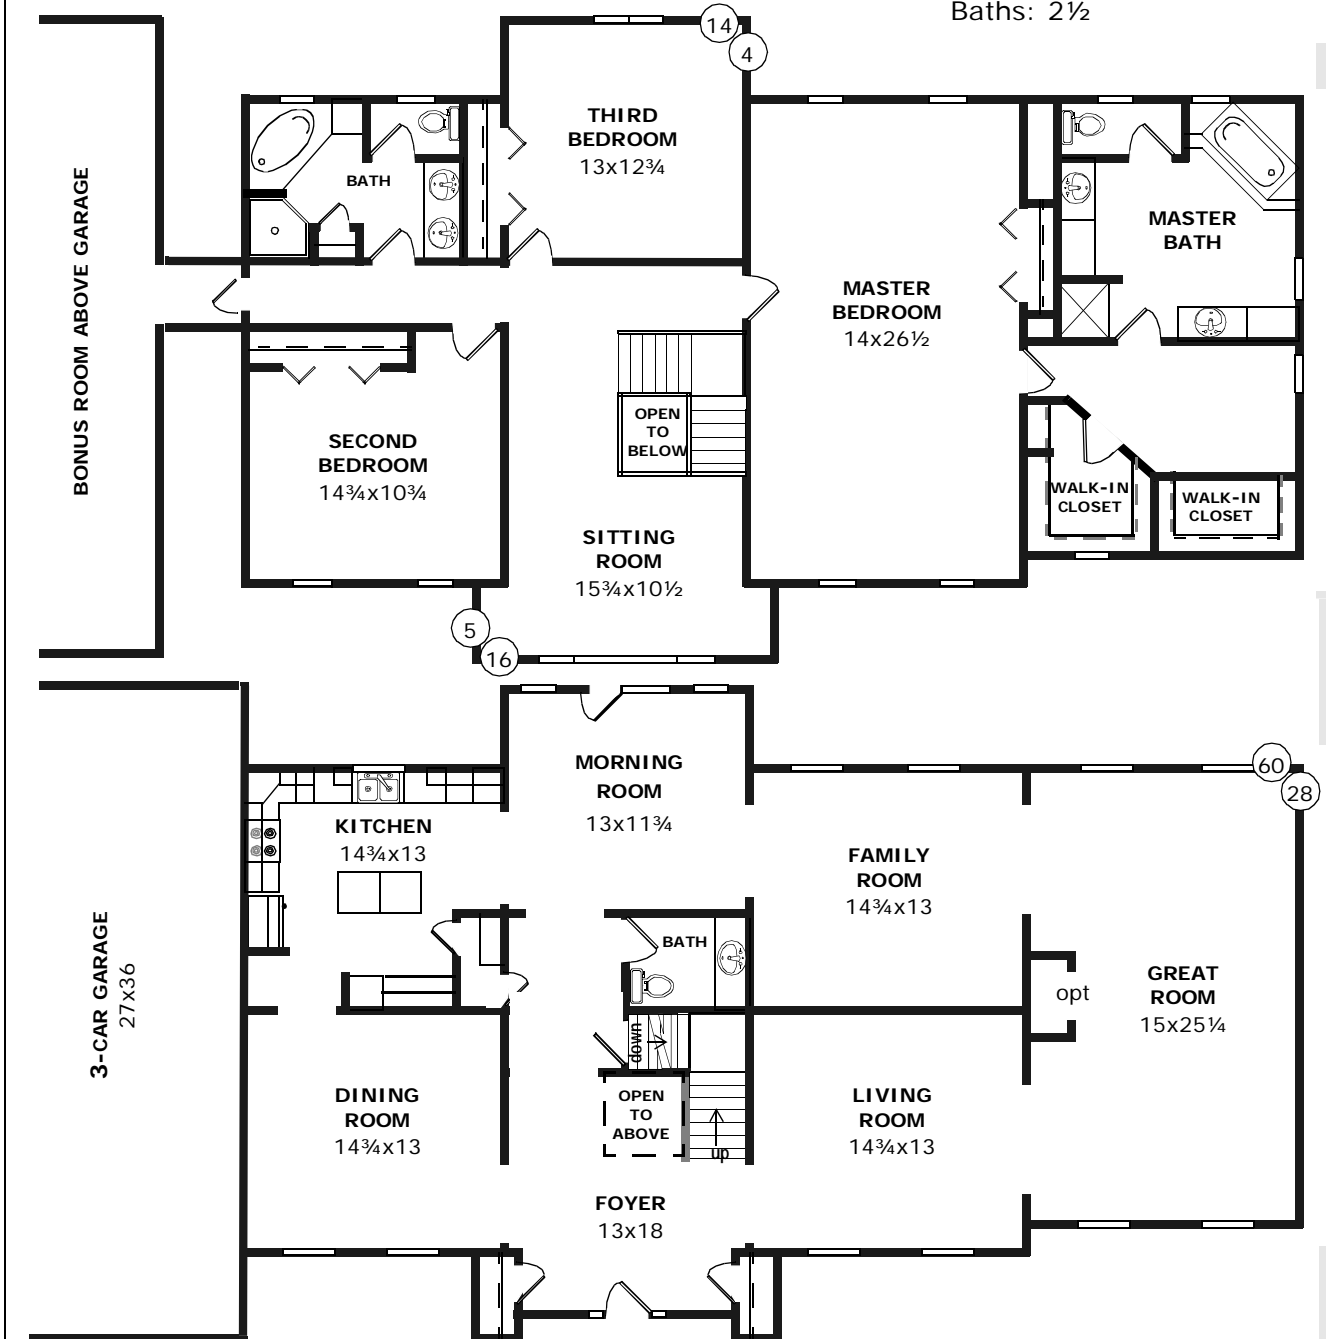 Baths: 2½
14
4
THIRD
BEDROOM
13x12¾
BATH
MASTER
BATH
BONUS ROOM ABOVE GARAGE
MASTER
BEDROOM
14x26½
OPEN
TO
BELOW
SECOND
BEDROOM
14¾x10¾
WALK-IN
CLOSET
WALK-IN
CLOSET
SITTING
ROOM
15¾x10½
5
16
MORNING
ROOM
13x11¾
60
28
KITCHEN
14¾x13
FAMILY
ROOM
14¾x13
BATH
3-CAR GARAGE
27x36
opt
GREAT
ROOM
15x25¼
down
DINING
ROOM
14¾x13
OPEN
TO
ABOVE
up
LIVING
ROOM
14¾x13
FOYER
13x18